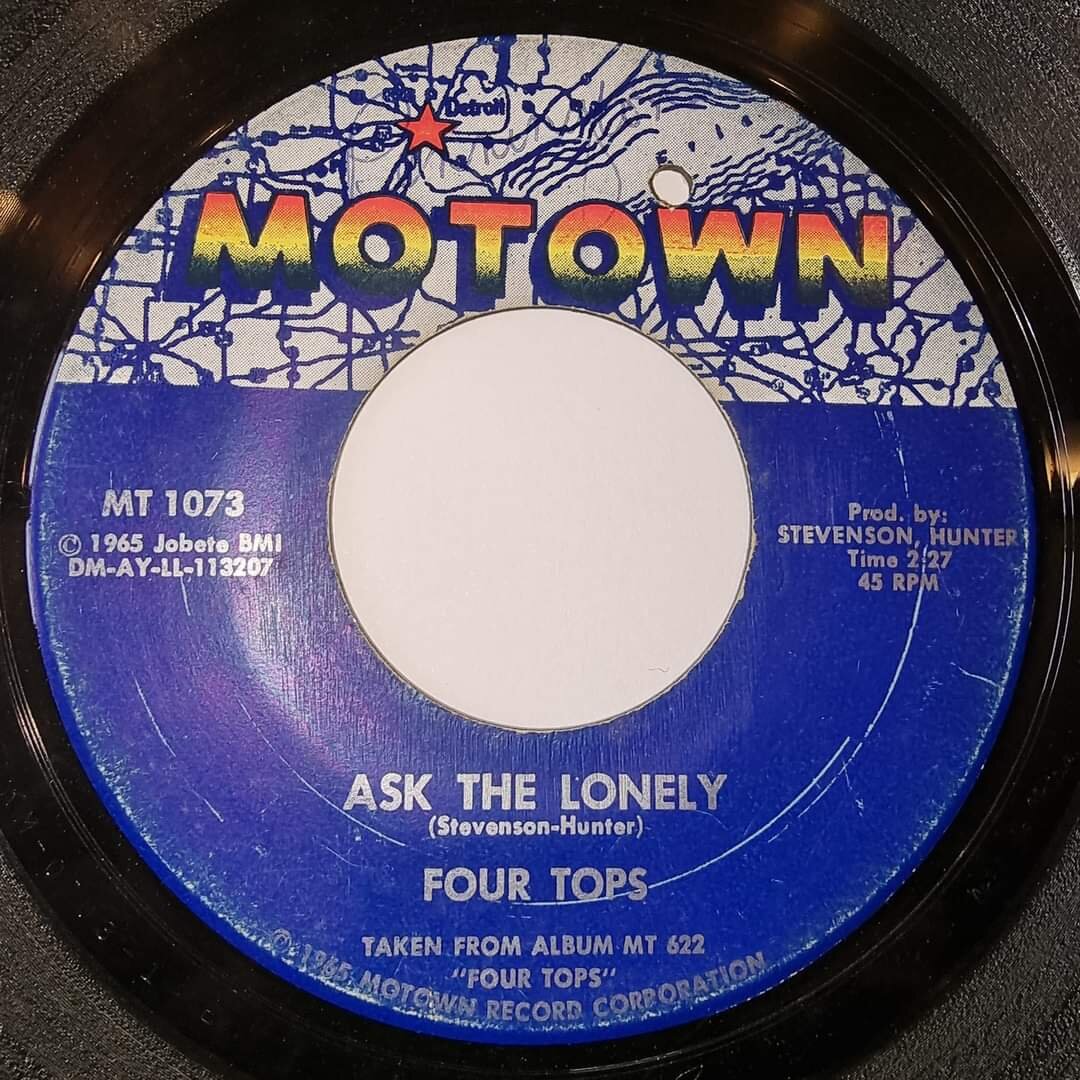 Detroit
MOTOWN
MT 1073
© 1965 Jobete BMI
DM-AY-LL-113207
Prod. by:
STEVENSON, HUNTER
Time 2:27
45 RPM
ASK THE LONELY
(Stevenson-Hunter)
FOUR TOPS
TAKEN FROM ALBUM MT 622
"FOUR TOPS"
© 1965 MOTOWN RECORD CORPORATION